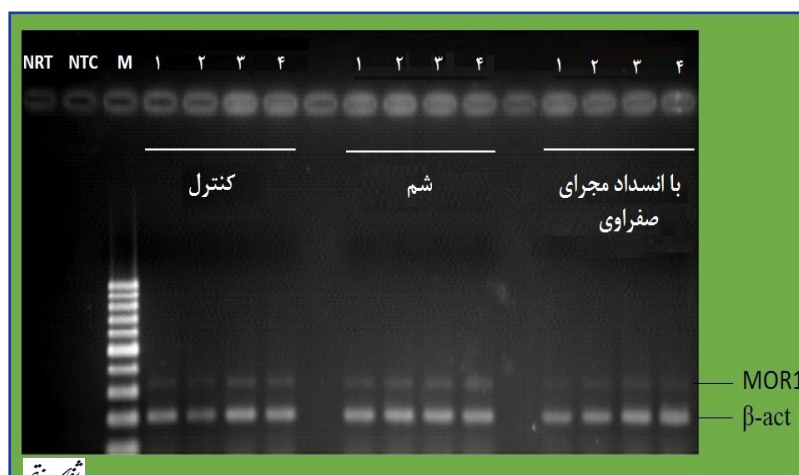 NRT NTC M ۱ ۲ ۳ ۴ ۱ ۲ ۳ ۴ ۱ ۲ ۳ ۴
کنترل
شم
با انسداد مجرای
صفراوی
MOR1
β-act